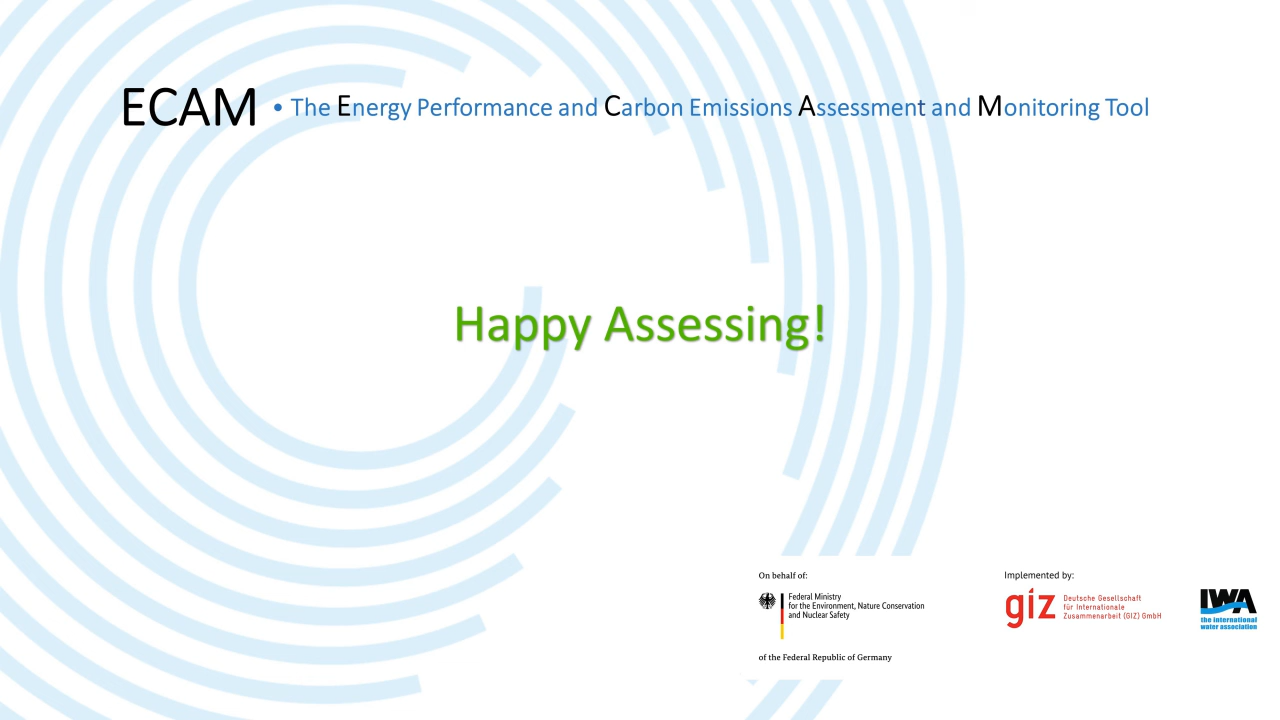 ECAM • The Energy Performance and Carbon Emissions Assessment and Monitoring Tool
Happy Assessing!
On behalf of:
Federal Ministry
for the Environment, Nature Conservation
and Nuclear Safety
of the Federal Republic of Germany
Implemented by:
giz
Deutsche Gesellschaft
für Internationale
Zusammenarbeit (GIZ) GmbH
IWA
the international
water association